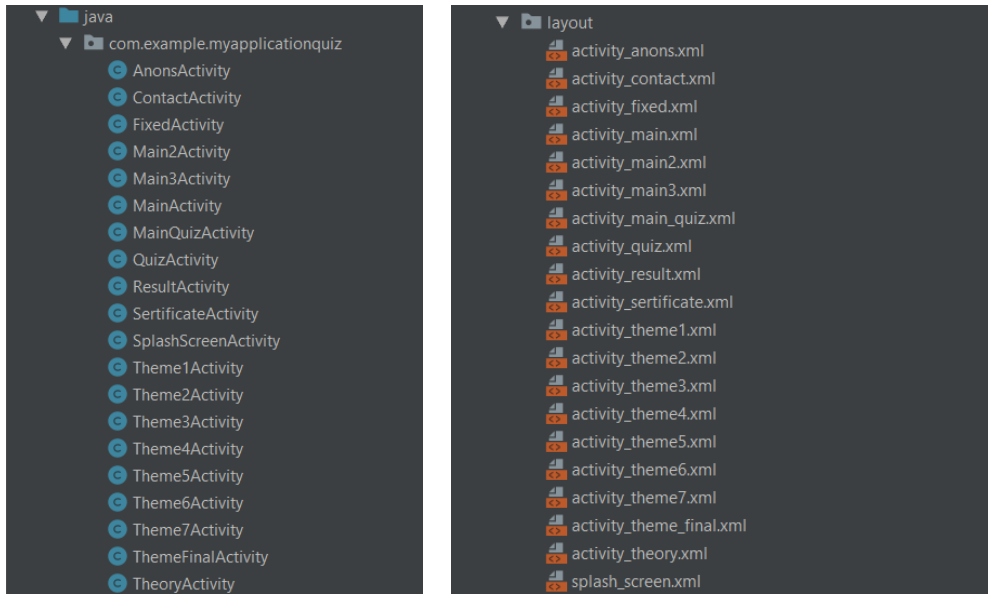 java
com.example.myapplicationquiz
AnonsActivity
ContactActivity
FixedActivity
Main2Activity
Main3Activity
MainActivity
MainQuizActivity
QuizActivity
ResultActivity
SertificateActivity
SplashScreenActivity
Theme1Activity
Theme2Activity
Theme3Activity
Theme4Activity
Theme5Activity
Theme6Activity
Theme7Activity
ThemeFinalActivity
TheoryActivity
layout
activity_anons.xml
activity_contact.xml
activity_fixed.xml
activity_main.xml
activity_main2.xml
activity_main3.xml
activity_main_quiz.xml
activity_quiz.xml
activity_result.xml
activity_sertificate.xml
activity_theme1.xml
activity_theme2.xml
activity_theme3.xml
activity_theme4.xml
activity_theme5.xml
activity_theme6.xml
activity_theme7.xml
activity_theme_final.xml
activity_theory.xml
splash_screen.xml